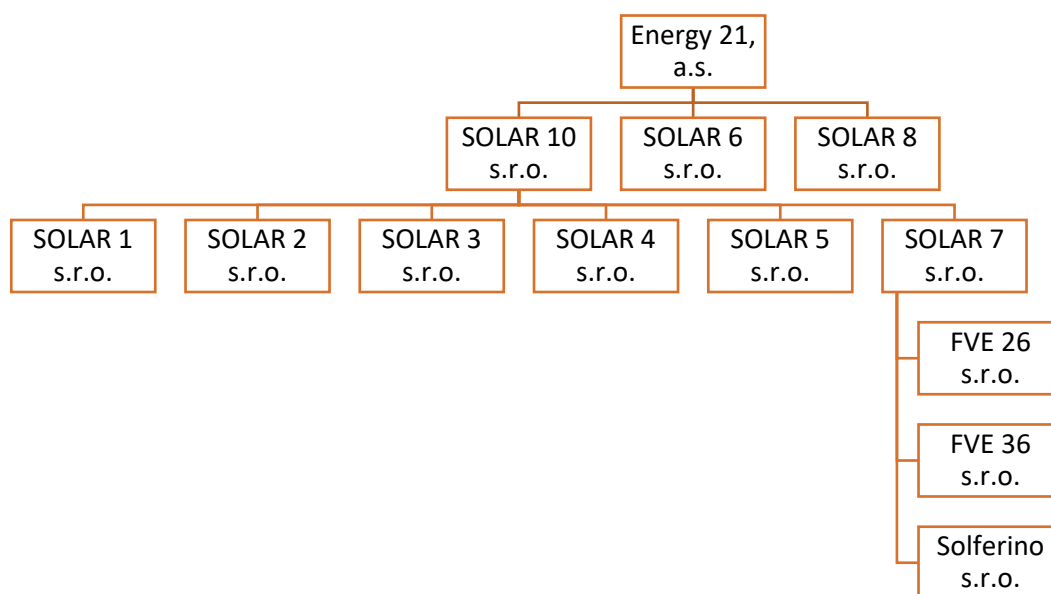 Energy 21,
a.s.
SOLAR 10
s.r.o.
SOLAR 6
s.r.o.
SOLAR 8
s.r.o.
SOLAR 1
s.r.o.
SOLAR 2
s.r.o.
SOLAR 3
s.r.o.
SOLAR 4
s.r.o.
SOLAR 5
s.r.o.
SOLAR 7
s.r.o.
FVE 26
s.r.o.
FVE 36
s.r.o.
Solferino
s.r.o.